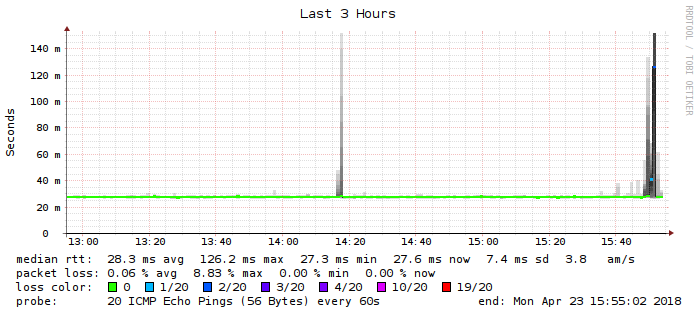 Last 3 Hours
RRDTOOL / TOBI OETIKER
Seconds
140 m
120 m
100 m
80 m
60 m
40 m
20 m
0
13:00 13:20 13:40 14:00 14:20 14:40 15:00 15:20 15:40
median rtt: 28.3 ms avg 126.2 ms max 27.3 ms min 27.6 ms now 7.4 ms sd 3.8 am/s
packet loss: 0.06 % avg 8.83 % max 0.00 % min 0.00 % now
loss color: 0 1/20 2/20 3/20 4/20 10/20 19/20
probe: 20 ICMP Echo Pings (56 Bytes) every 60s end: Mon Apr 23 15:55:02 2018